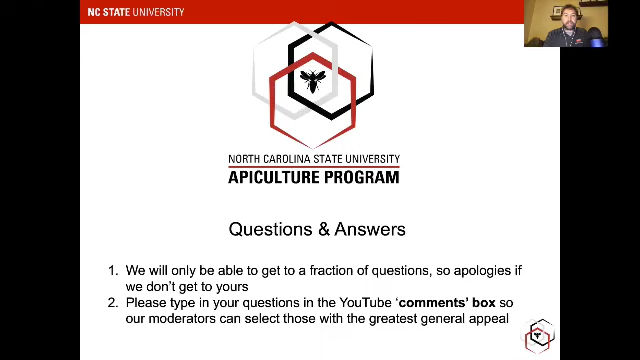 NC STATE UNIVERSITY
NORTH CAROLINA STATE UNIVERSITY
APICULTURE PROGRAM
Questions & Answers
1. We will only be able to get to a fraction of questions, so apologies if
we don't get to yours
2. Please type in your questions in the YouTube ‘comments’ box so
our moderators can select those with the greatest general appeal